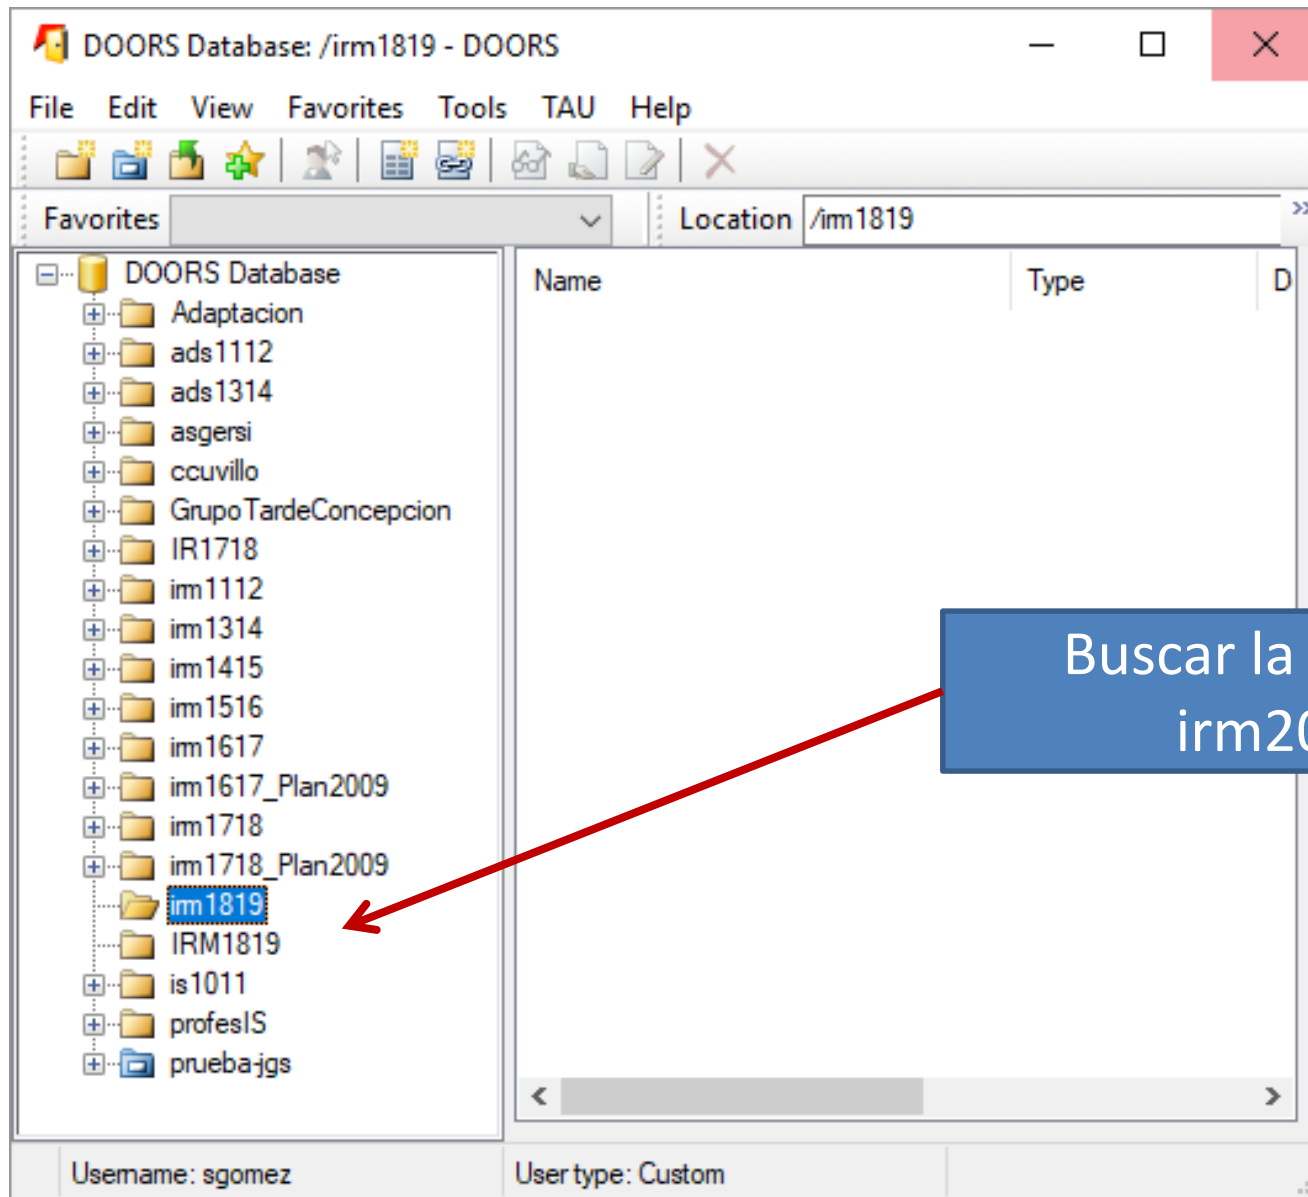 DOORS Database: /irm1819 - DOORS
File Edit View Favorites Tools TAU Help
Favorites
Location /irm1819
DOORS Database
Adaptacion
ads1112
ads1314
asgersi
ccuvillo
GrupoTardeConcepcion
IR1718
irm1112
irm1314
irm1415
irm1516
irm1617
irm1617_Plan2009
irm1718
irm1718_Plan2009
irm1819
IRM1819
is1011
profesIS
prueba-jgs
Name Type D
Buscar la
irm20
Username: sgomez User type: Custom